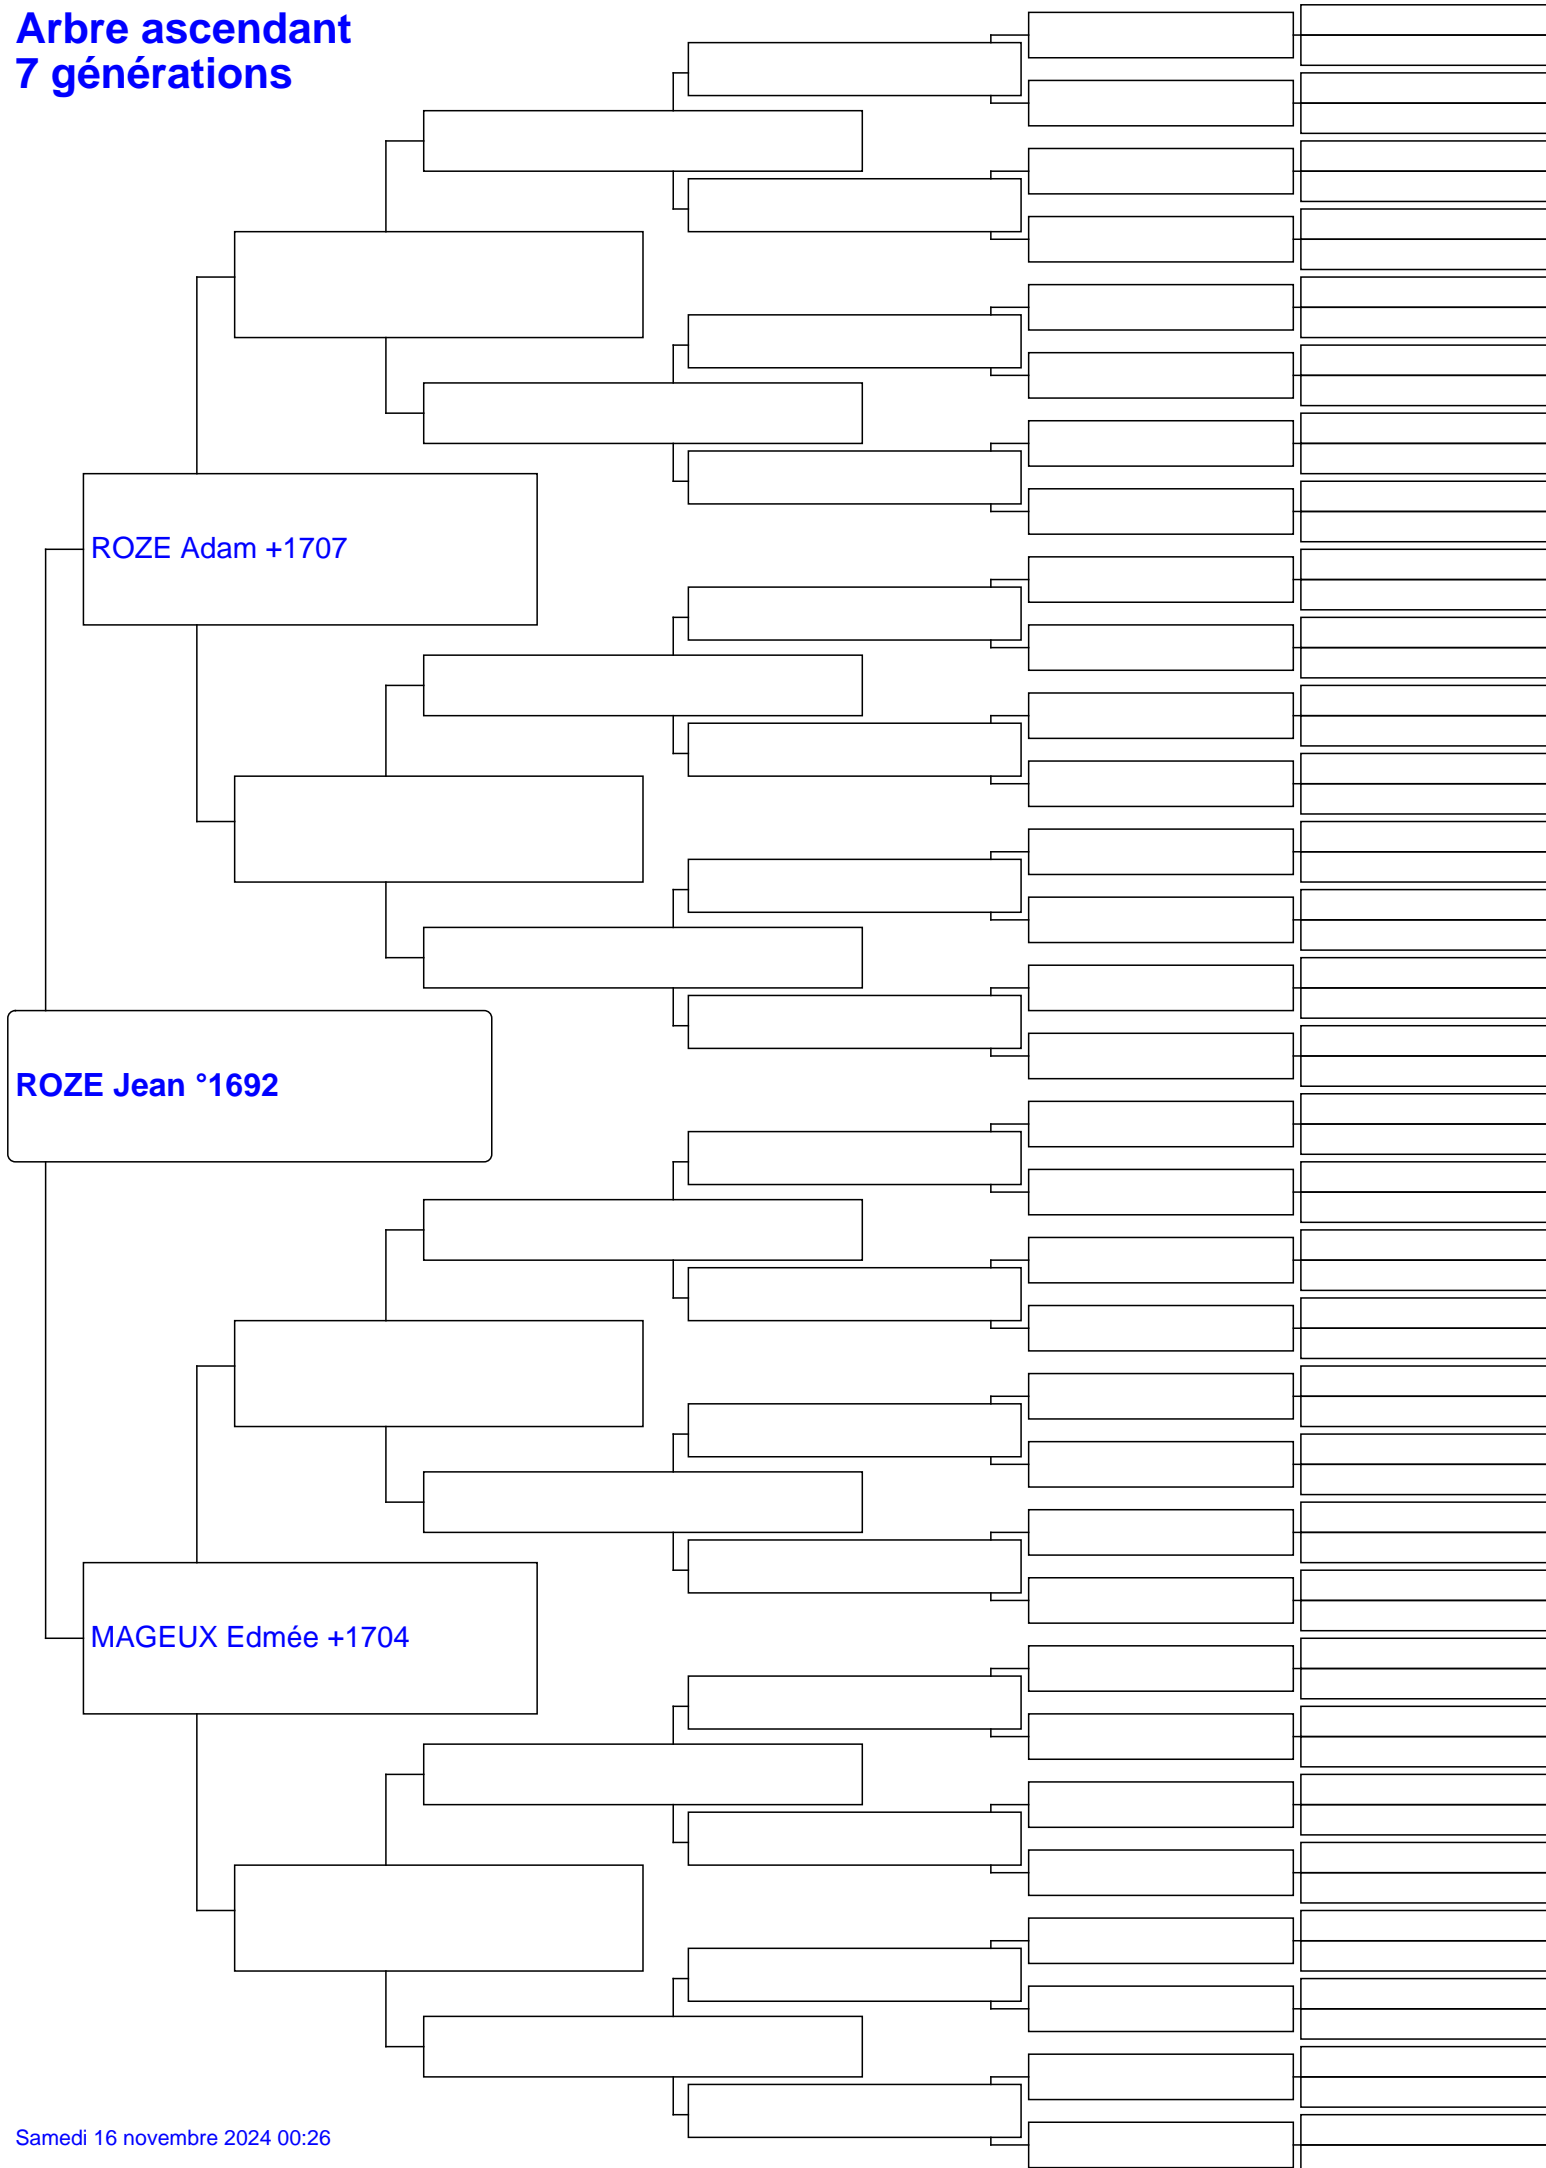 Arbre ascendant
7 générations
ROZE Adam +1707
ROZE Jean °1692
MAGEUX Edmée +1704
Samedi 16 novembre 2024 00:26